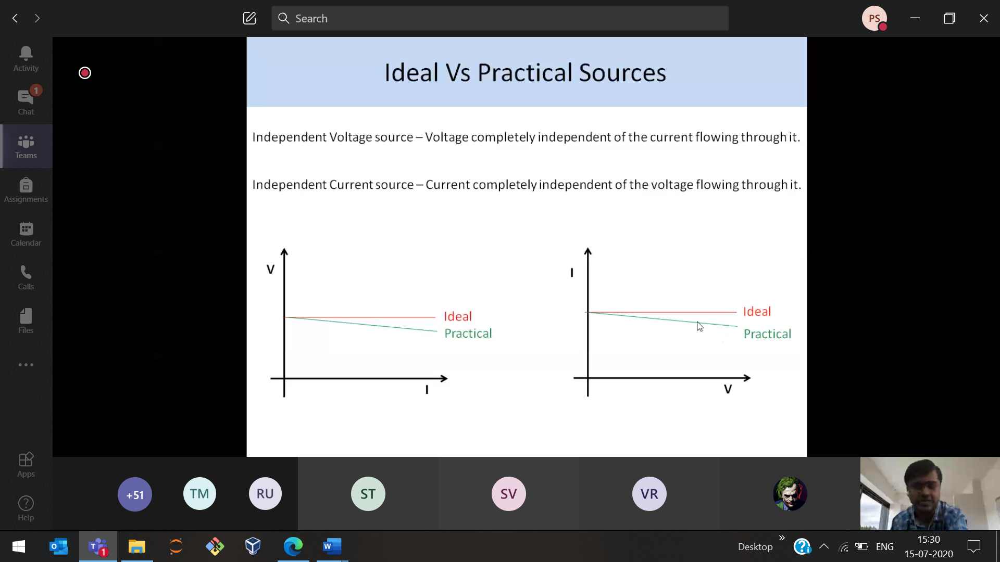 Search
PS
Activity
1
Chat
Teams
Assignments
Calendar
Calls
Files
Apps
Help
Ideal Vs Practical Sources
Independent Voltage source – Voltage completely independent of the current flowing through it.
Independent Current source – Current completely independent of the voltage flowing through it.
V
Ideal
Practical
I
I
Ideal
Practical
V
+51
TM
RU
ST
SV
VR
O
T
1
W
Desktop
»
?
ENG
15:30
15-07-2020